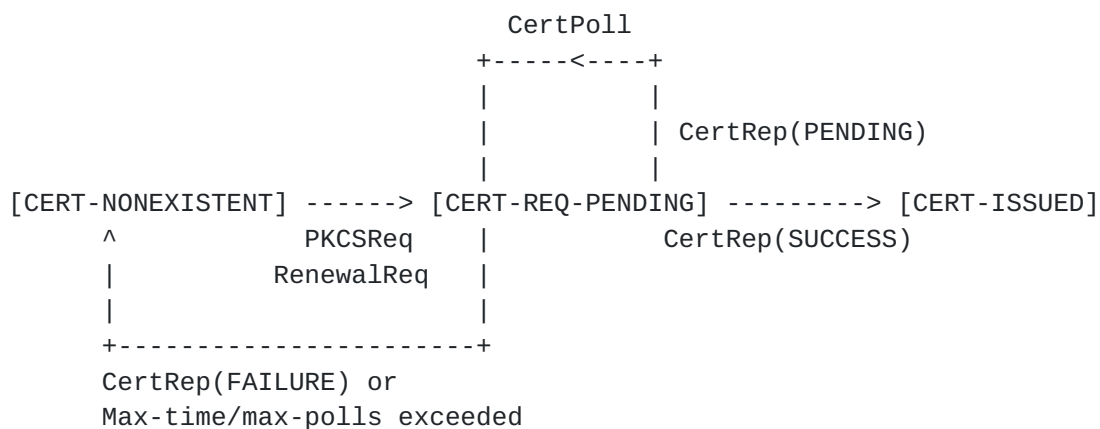 CertPoll
                              +-----<----+
                              |          |
                              |          | CertRep(PENDING)
                              |          |
[CERT-NONEXISTENT] ------> [CERT-REQ-PENDING] ---------> [CERT-ISSUED]
      ^            PKCSReq    |           CertRep(SUCCESS)
      |          RenewalReq   |
      |                       |
      +-----------------------+
      CertRep(FAILURE) or
      Max-time/max-polls exceeded